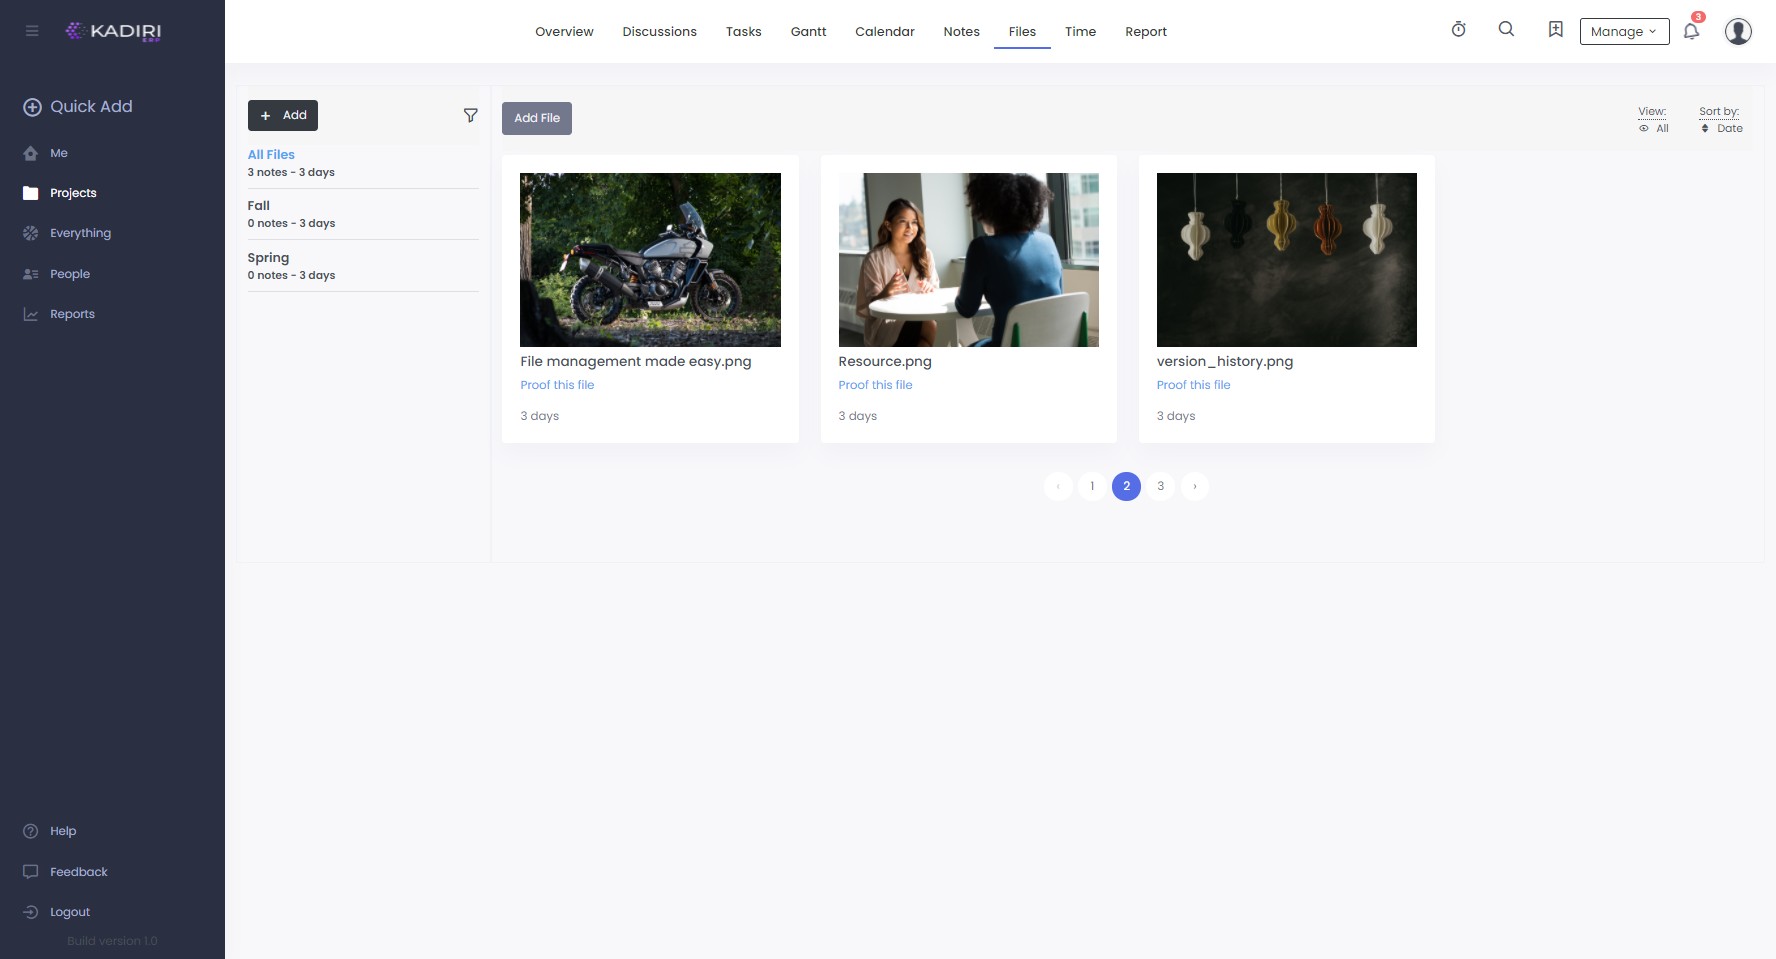 KADIRI
ERP
Overview Discussions Tasks Gantt Calendar Notes Files Time Report
Manage
3
Quick Add
Me
Projects
Everything
People
Reports
Help
Feedback
Logout
Build version 1.0
+ Add
All Files
3 notes - 3 days
Fall
0 notes - 3 days
Spring
0 notes - 3 days
Add File
View:
All
Sort by:
Date
File management made easy.png
Proof this file
3 days
Resource.png
Proof this file
3 days
version_history.png
Proof this file
3 days
‹ 1 2 3 ›